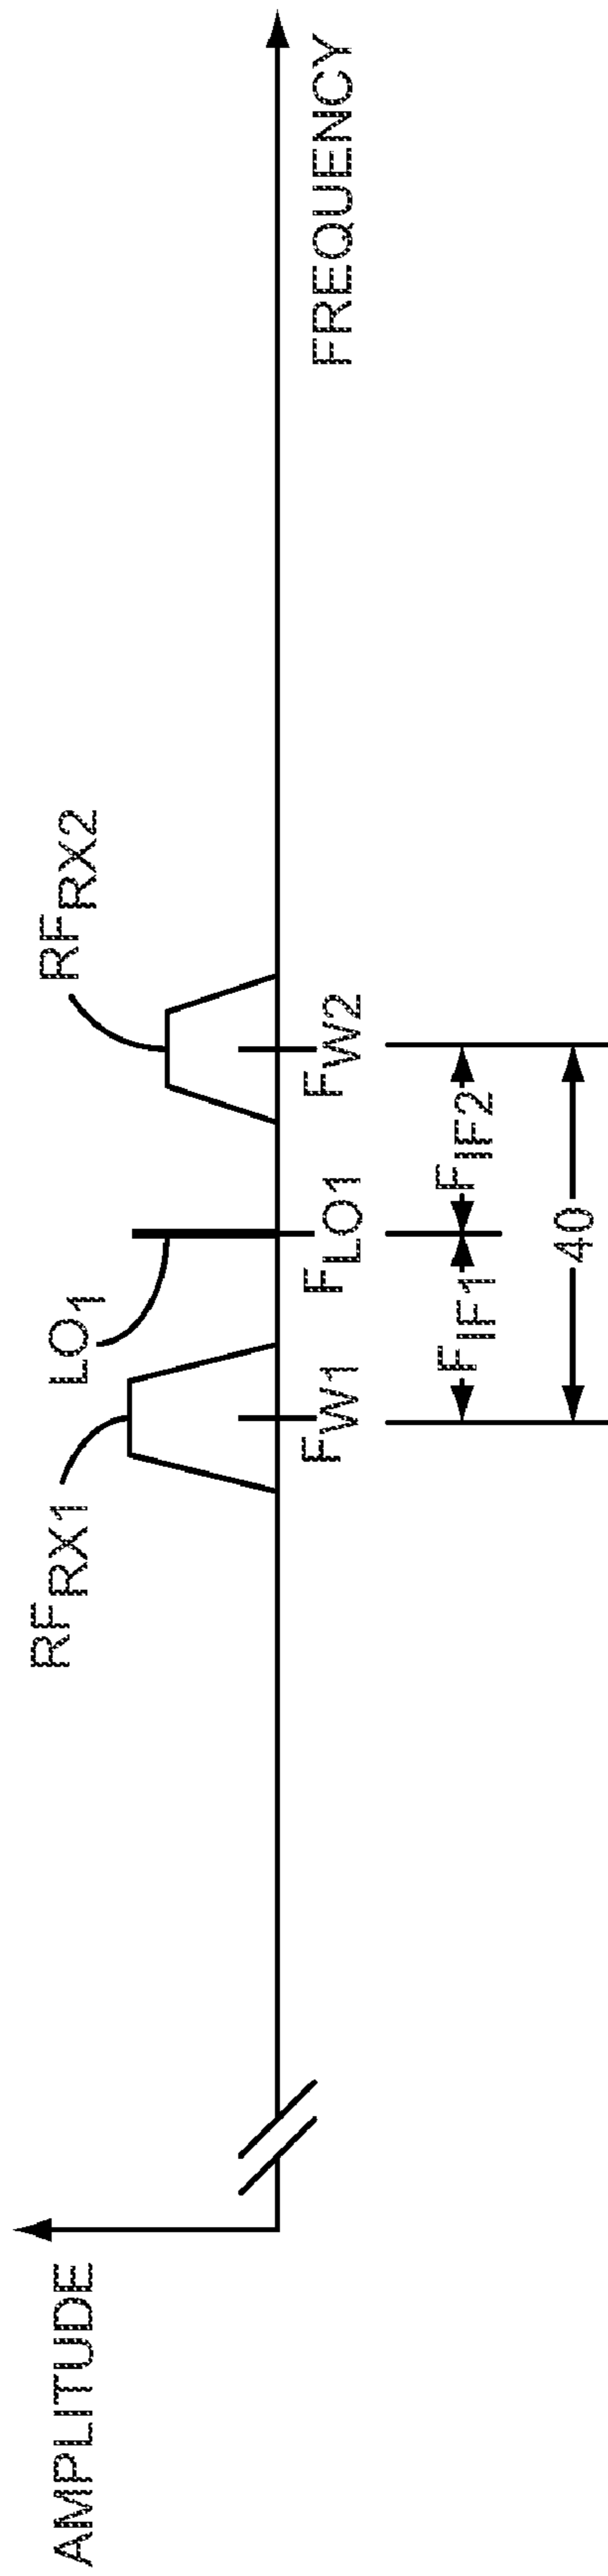 AMPLITUDE
RFRX1
LO1
RFRX2
FW1
FLO1
FW2
FREQUENCY
FIF1
FIF2
40